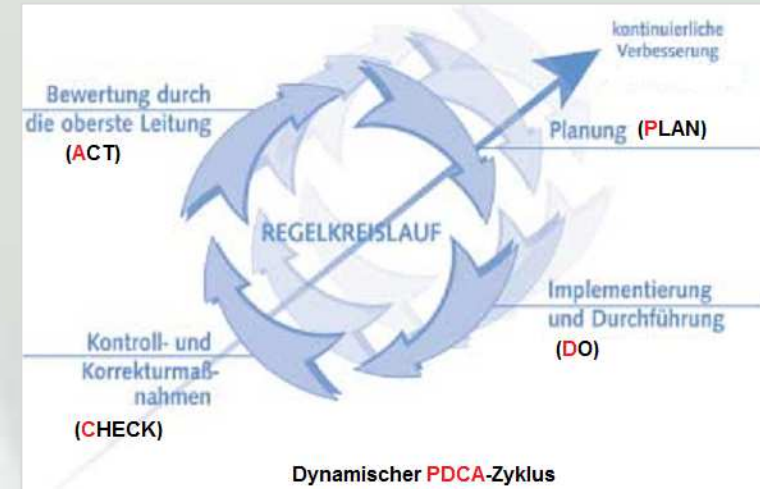 kontinuierliche
Verbesserung
Bewertung durch
die oberste Leitung
(ACT)
Planung (PLAN)
REGELKREISLAUF
Implementierung
und Durchführung
(DO)
Kontroll- und
Korrekturmaß-
nahmen
(CHECK)
Dynamischer PDCA-Zyklus